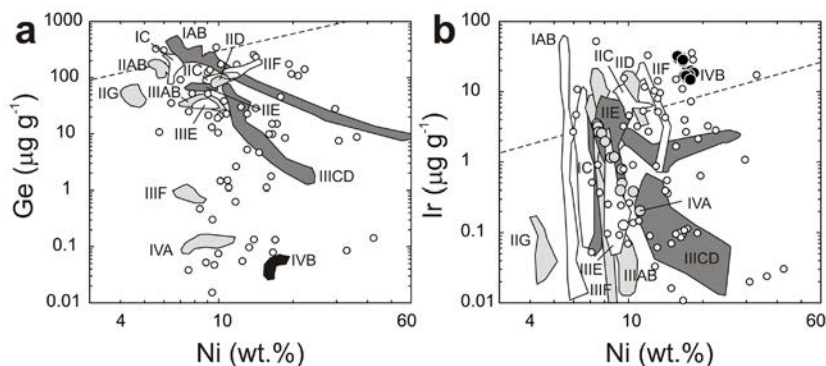 a
1000
100
10
1
0.1
0.01
Ge (µg g⁻¹)
IC
IAB
IID
IIF
IIAB
IIC
IIG
IIIAB
IIE
IIIE
IIICD
IIIF
IVA
IVB
4
10
60
Ni (wt.%)
b
100
10
1
0.1
0.01
Ir (µg g⁻¹)
IAB
IIC
IID
IIF
IVB
IIE
IC
IVA
IIG
IIIE
IIIF
IIIAB
IIICD
4
10
60
Ni (wt.%)